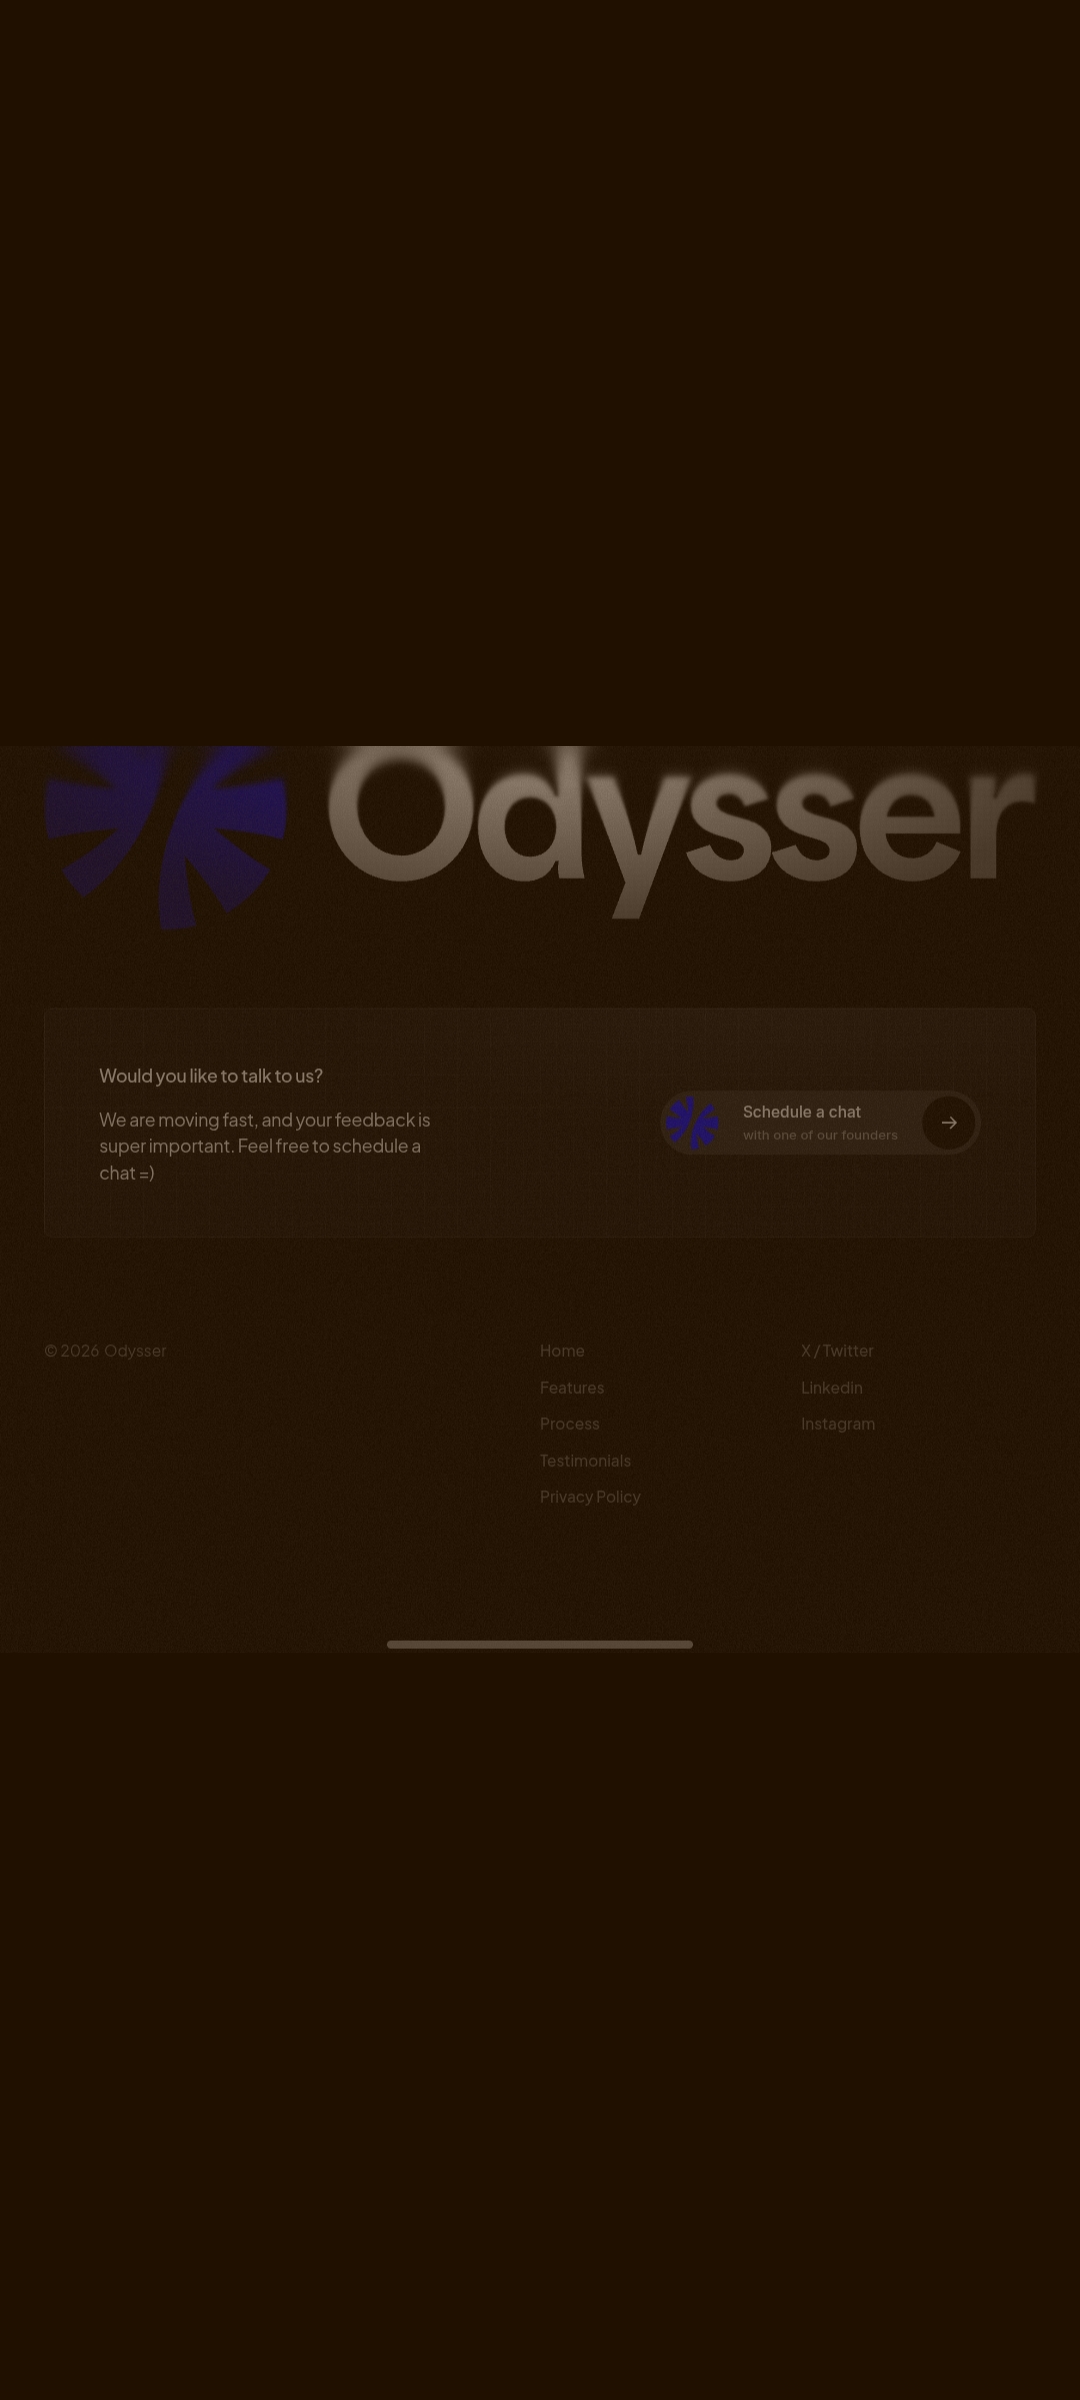 Odysser
Would you like to talk to us?
We are moving fast, and your feedback is
super important. Feel free to schedule a
chat =)
Schedule a chat
with one of our founders
© 2026 Odysser
Home
Features
Process
Testimonials
Privacy Policy
X / Twitter
Linkedin
Instagram